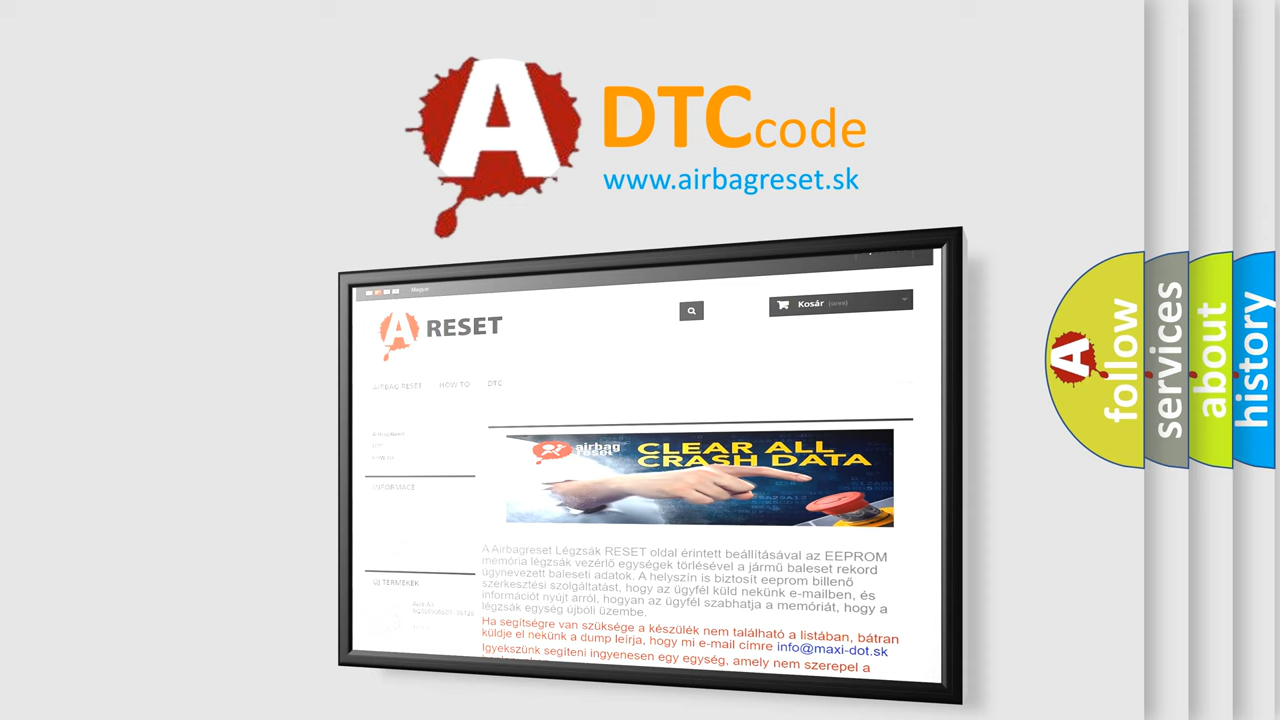 A DTC code
www.airbagreset.sk
Magyar
A RESET
Kosár (üres)
AIRBAG RESET HOW TO DTC
INFORMACE
ÚJ TERMÉKEK
airbag
reset
CLEAR ALL
CRASH DATA
A Airbagreset Légzsák RESET oldal érintett beállításával az EEPROM
memória légzsák vezérlő egységek törlésével a jármű baleset rekord
úgynevezett baleseti adatok. A helyszín is biztosít eeprom billenő
szerkesztési szolgáltatást, hogy az ügyfél küld nekünk e-mailben, és
információt nyújt arról, hogyan az ügyfél szabhatja a memóriát, hogy a
légzsák egység újbóli üzembe.
Ha segítségre van szüksége a készülék nem található a listában, bátran
küldje el nekünk a dump leírja, hogy mi e-mail címre info@maxi-dot.sk
Igyekszünk segíteni ingyenesen egy egység, amely nem szerepel a
A
follow
services
about
history